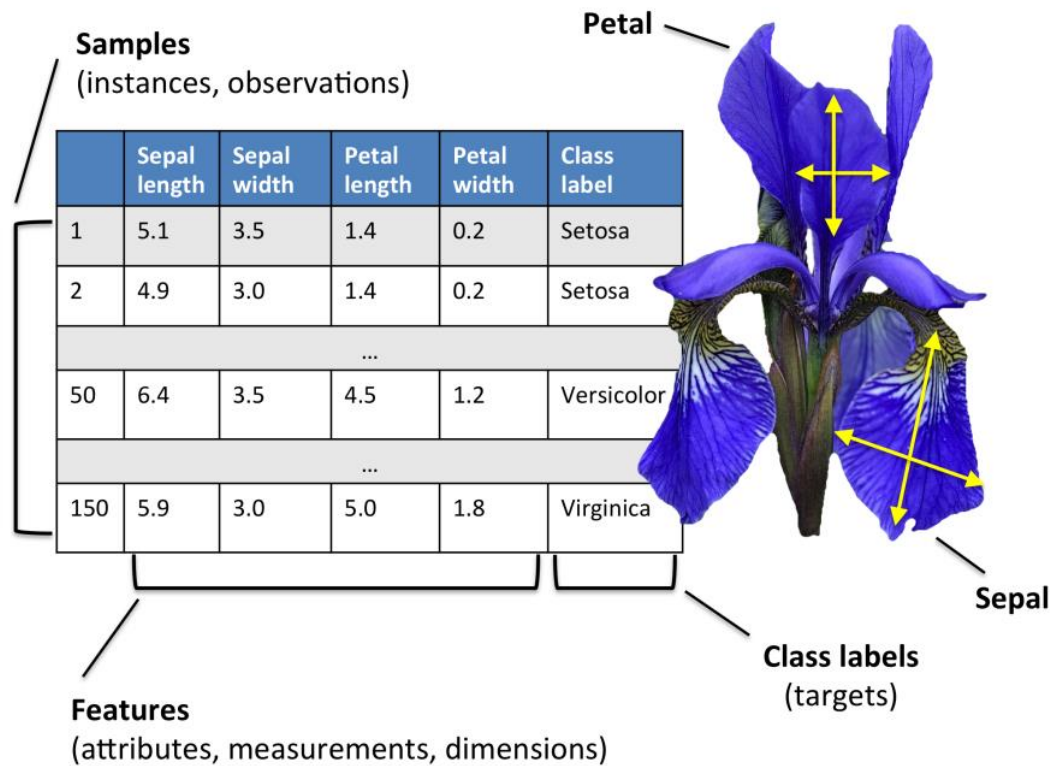 Samples
(instances, observations)
Petal
Sepal length Sepal width Petal length Petal width Class label
1 5.1 3.5 1.4 0.2 Setosa
2 4.9 3.0 1.4 0.2 Setosa
...
50 6.4 3.5 4.5 1.2 Versicolor
...
150 5.9 3.0 5.0 1.8 Virginica
Sepal
Class labels
(targets)
Features
(attributes, measurements, dimensions)